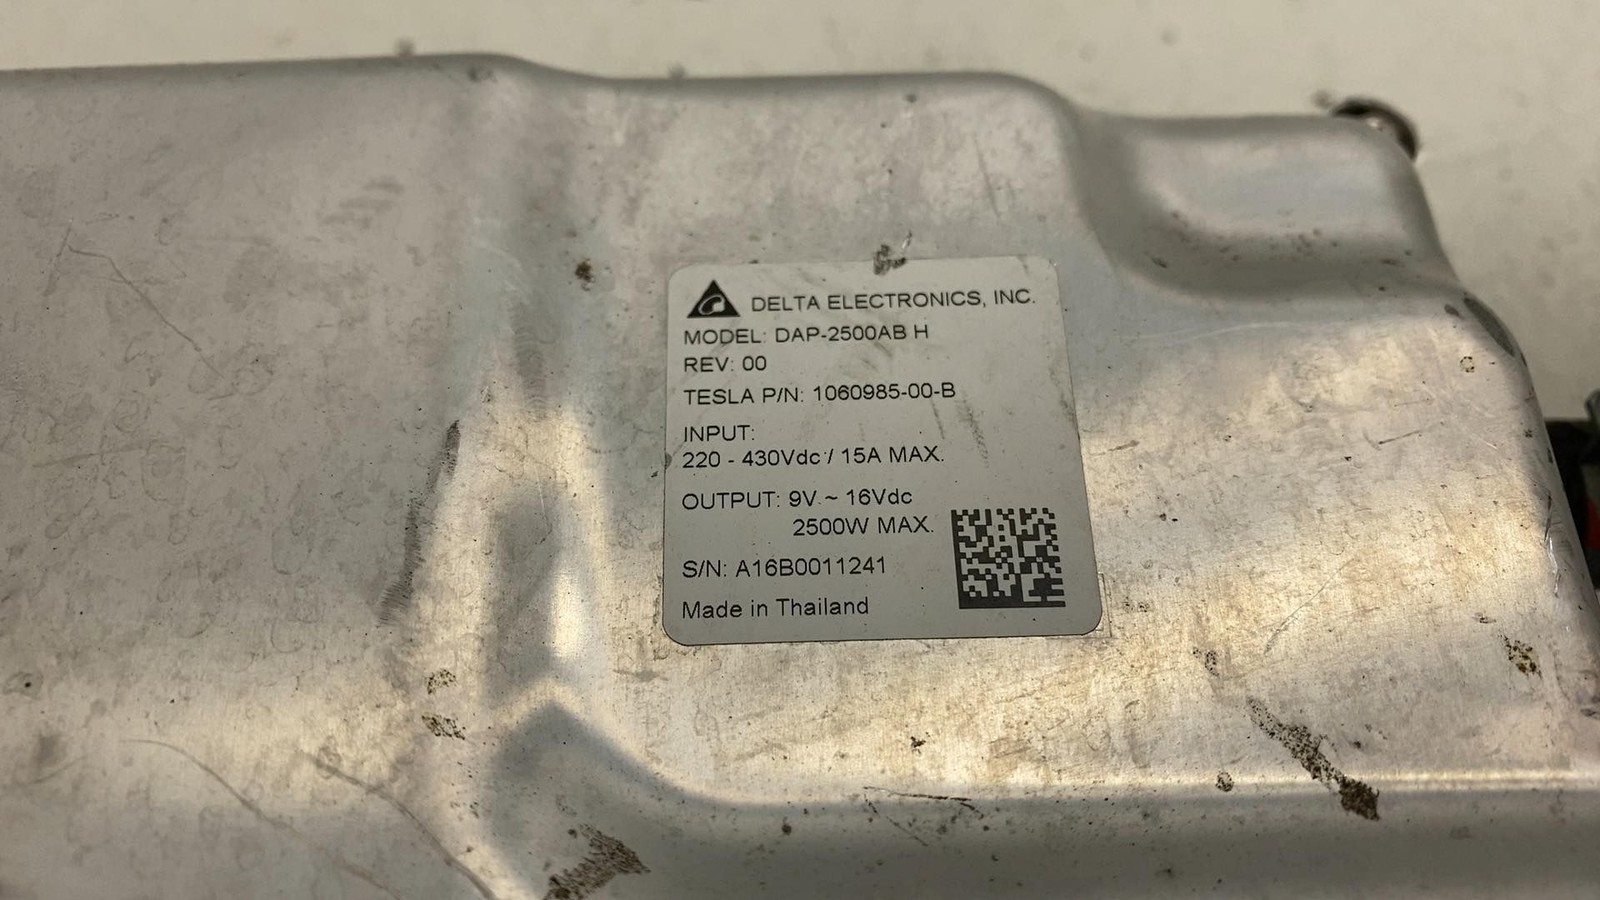 DELTA ELECTRONICS, INC.
MODEL: DAP-2500AB H
REV: 00
TESLA P/N: 1060985-00-B
INPUT:
220 - 430Vdc / 15A MAX.
OUTPUT: 9V ~ 16Vdc
2500W MAX.
S/N: A16B0011241
Made in Thailand